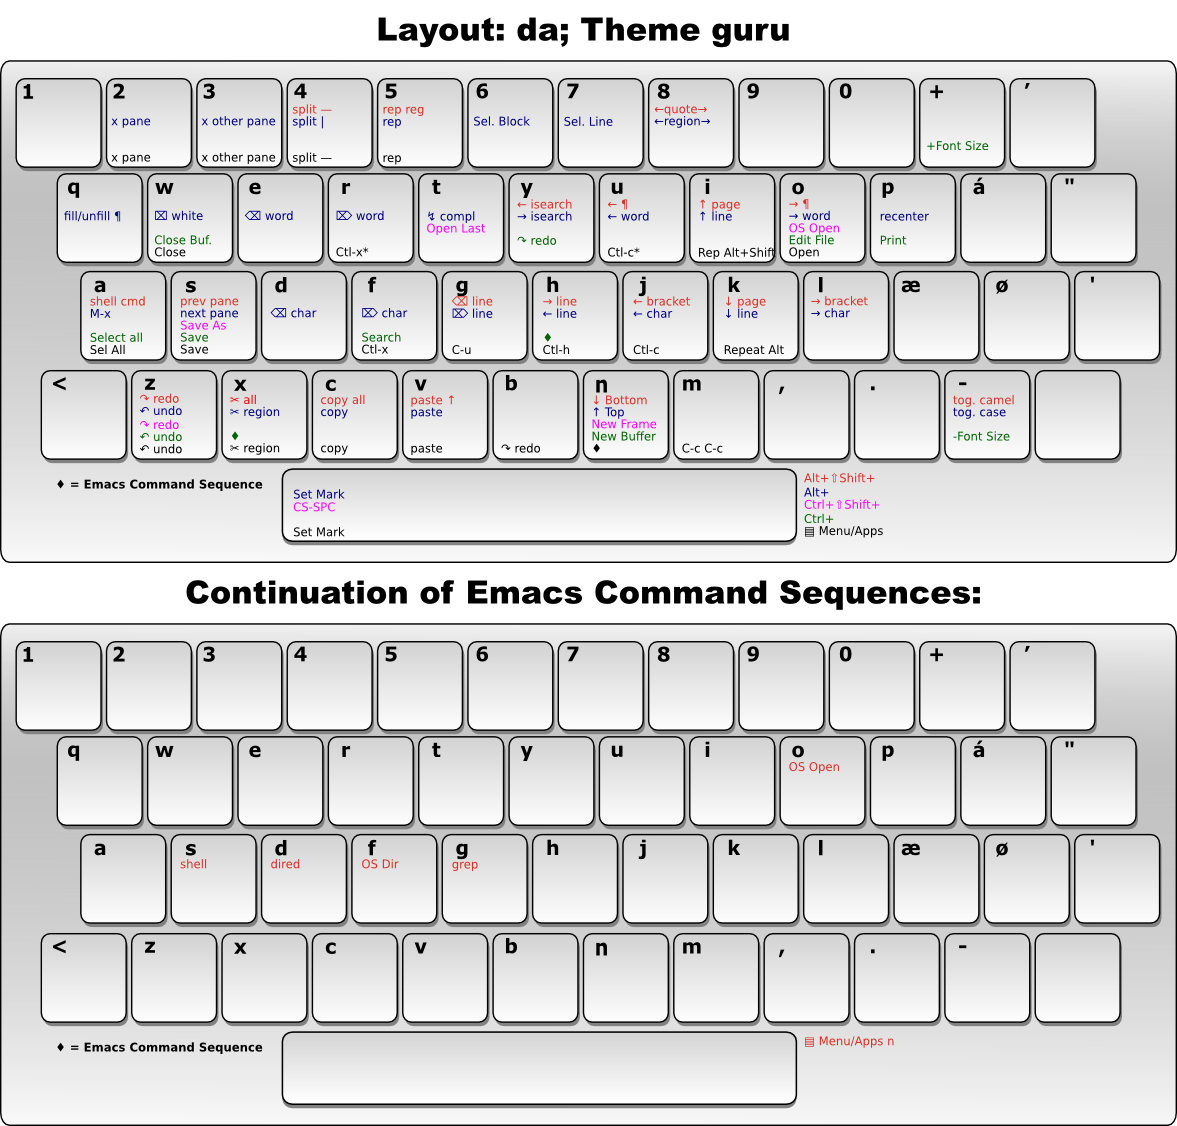 Layout: da; Theme guru
1
2
x pane
x pane
3
x other pane
x other pane
4
split —
split |
split —
5
rep reg
rep
rep
6
Sel. Block
7
Sel. Line
8
←quote→
←region→
9
0
+
+Font Size
′
q
fill/unfill ¶
w
⌧ white
Close Buf.
Close
e
⌫ word
r
⌦ word
Ctl-x*
t
↯ compl
Open Last
y
← isearch
→ isearch
↷ redo
u
← ¶
← word
Ctl-c*
i
↑ page
↑ line
Rep Alt+Shift
o
→ ¶
→ word
OS Open
Edit File
Open
p
recenter
Print
á
"
a
shell cmd
M-x
Select all
Sel All
s
prev pane
next pane
Save As
Save
Save
d
⌫ char
f
⌦ char
Search
Ctl-x
g
⌫ line
⌦ line
C-u
h
→ line
← line
♦
Ctl-h
j
← bracket
← char
Ctl-c
k
↓ page
↓ line
Repeat Alt
l
→ bracket
→ char
æ
ø
'
<
z
↷ redo
↶ undo
↷ redo
↶ undo
↶ undo
x
✂ all
✂ region
♦
✂ region
c
copy all
copy
copy
v
paste ↑
paste
paste
b
↷ redo
n
↓ Bottom
↑ Top
New Frame
New Buffer
♦
m
C-c C-c
,
.
-
tog. camel
tog. case
-Font Size
♦ = Emacs Command Sequence
Set Mark
CS-SPC
Set Mark
Alt+⇧Shift+
Alt+
Ctrl+⇧Shift+
Ctrl+
▤ Menu/Apps
Continuation of Emacs Command Sequences:
1
2
3
4
5
6
7
8
9
0
+
′
q
w
e
r
t
y
u
i
o
OS Open
p
á
"
a
s
shell
d
dired
f
OS Dir
g
grep
h
j
k
l
æ
ø
'
<
z
x
c
v
b
n
m
,
.
-
♦ = Emacs Command Sequence
▤ Menu/Apps n